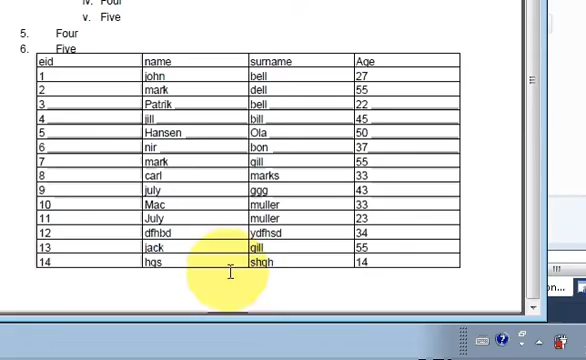 iv. Four
v. Five
5. Four
6. Five
eid name surname Age
1 john bell 27
2 mark dell 55
3 Patrik bell 22
4 jill bill 45
5 Hansen Ola 50
6 nir bon 37
7 mark gill 55
8 carl marks 33
9 july ggg 43
10 Mac muller 33
11 July muller 23
12 dfhbd ydfhsd 34
13 jack gill 55
14 hgs shgh 14
on...